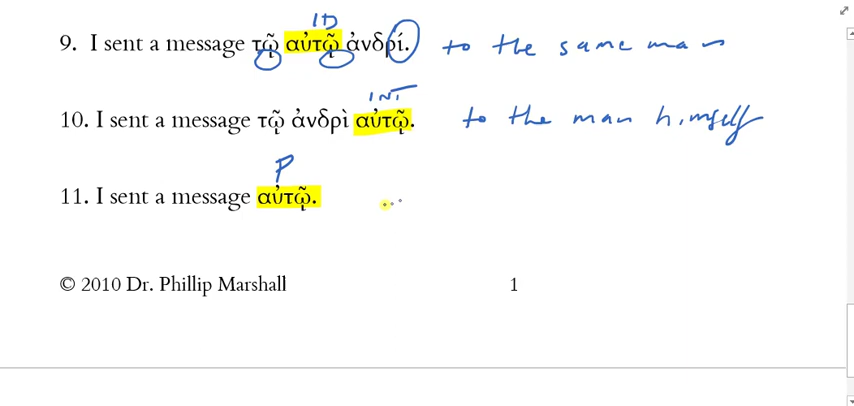 ID
9. I sent a message τῷ αὐτῷ ἀνδρί. to the same man
INT
10. I sent a message τῷ ἀνδρὶ αὐτῷ. to the man himself
P
11. I sent a message αὐτῷ.
© 2010 Dr. Phillip Marshall 1